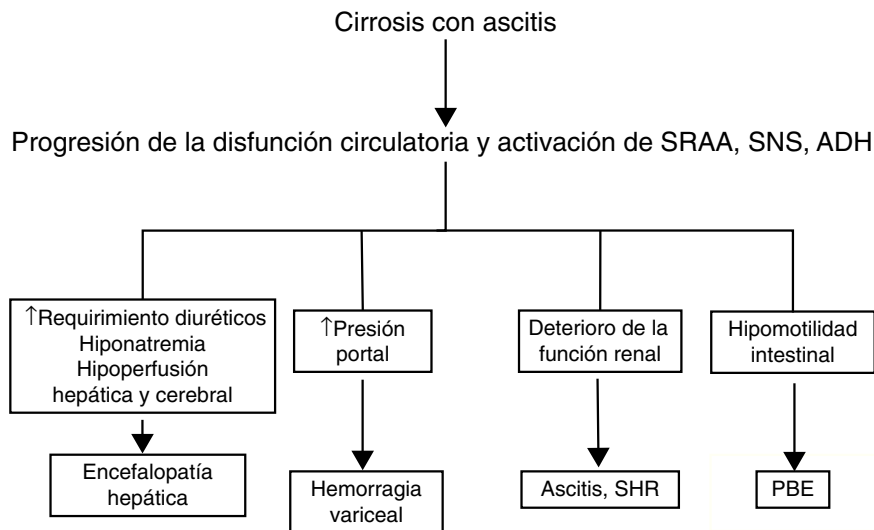 Cirrosis con ascitis
Progresión de la disfunción circulatoria y activación de SRAA, SNS, ADH
↑Requirimiento diuréticos
Hiponatremia
Hipoperfusión
hepática y cerebral
↑Presión
portal
Deterioro de la
función renal
Hipomotilidad
intestinal
Encefalopatía
hepática
Hemorragia
variceal
Ascitis, SHR
PBE